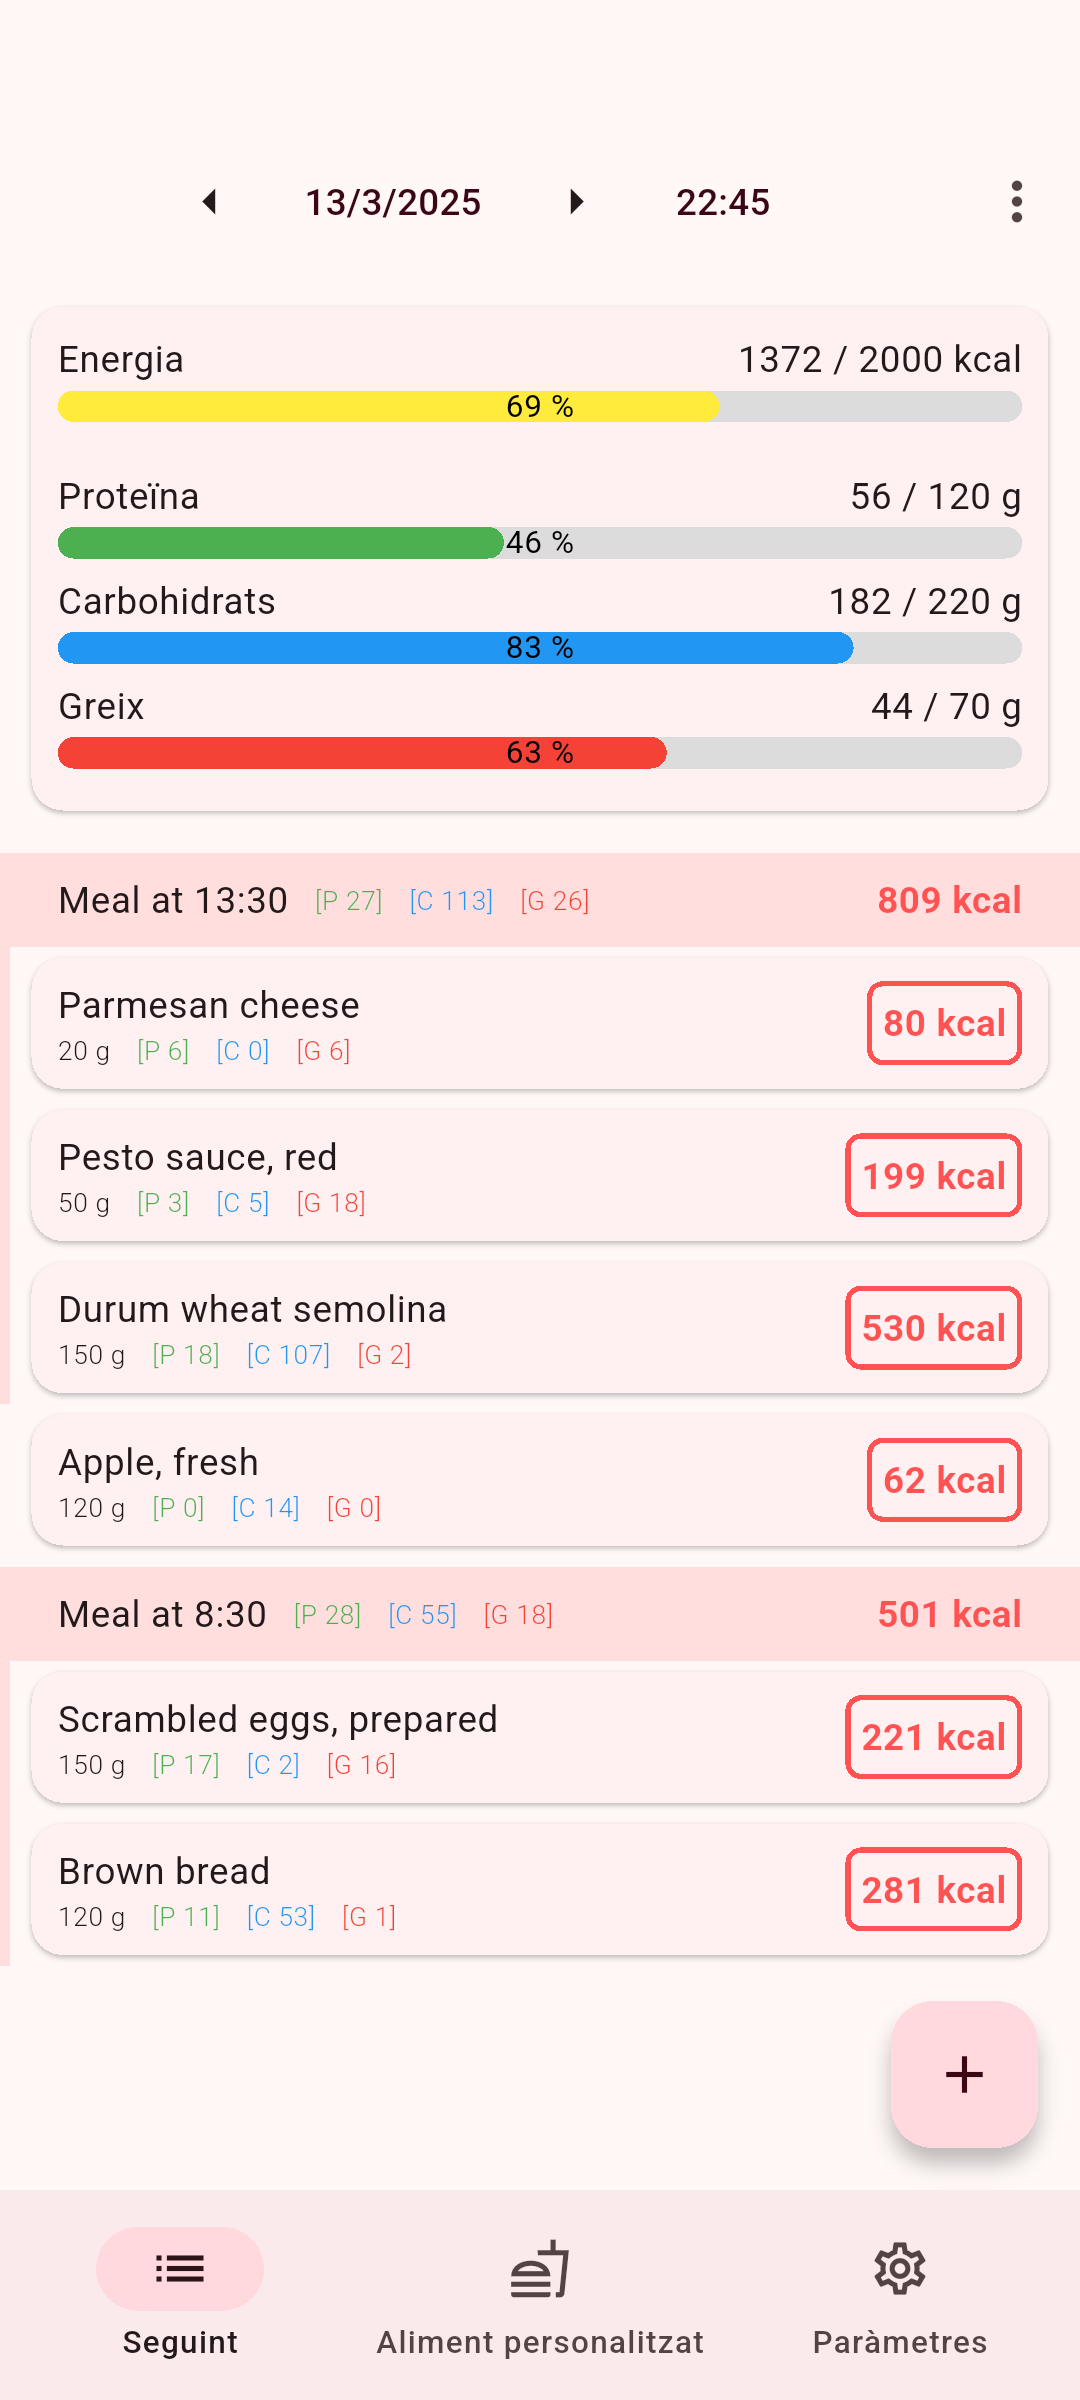 13/3/2025 22:45
Energia 1372 / 2000 kcal
69 %
Proteïna 56 / 120 g
46 %
Carbohidrats 182 / 220 g
83 %
Greix 44 / 70 g
63 %
Meal at 13:30 [P 27] [C 113] [G 26] 809 kcal
Parmesan cheese
20 g [P 6] [C 0] [G 6]
80 kcal
Pesto sauce, red
50 g [P 3] [C 5] [G 18]
199 kcal
Durum wheat semolina
150 g [P 18] [C 107] [G 2]
530 kcal
Apple, fresh
120 g [P 0] [C 14] [G 0]
62 kcal
Meal at 8:30 [P 28] [C 55] [G 18] 501 kcal
Scrambled eggs, prepared
150 g [P 17] [C 2] [G 16]
221 kcal
Brown bread
120 g [P 11] [C 53] [G 1]
281 kcal
Seguint Aliment personalitzat Paràmetres